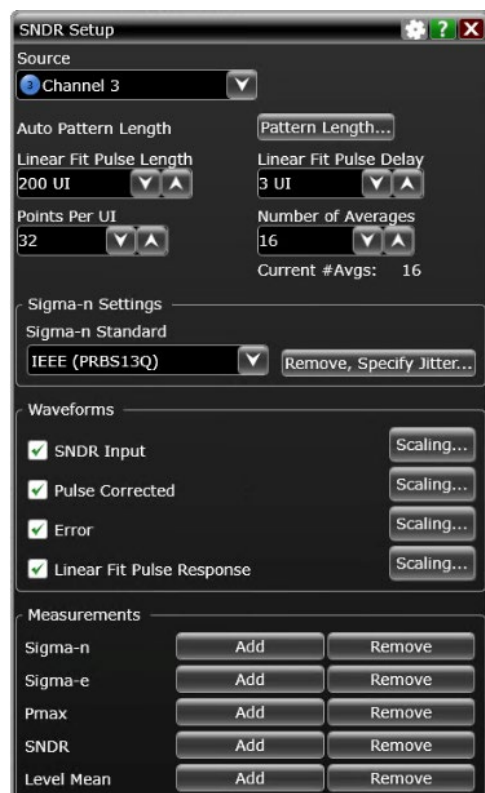 SNDR Setup ?
Source
3 Channel 3
Auto Pattern Length Pattern Length...
Linear Fit Pulse Length Linear Fit Pulse Delay
200 UI 3 UI
Points Per UI Number of Averages
32 16
Current #Avgs: 16
Sigma-n Settings
Sigma-n Standard
IEEE (PRBS13Q) Remove, Specify Jitter...
Waveforms
SNDR Input Scaling...
Pulse Corrected Scaling...
Error Scaling...
Linear Fit Pulse Response Scaling...
Measurements
Sigma-n Add Remove
Sigma-e Add Remove
Pmax Add Remove
SNDR Add Remove
Level Mean Add Remove